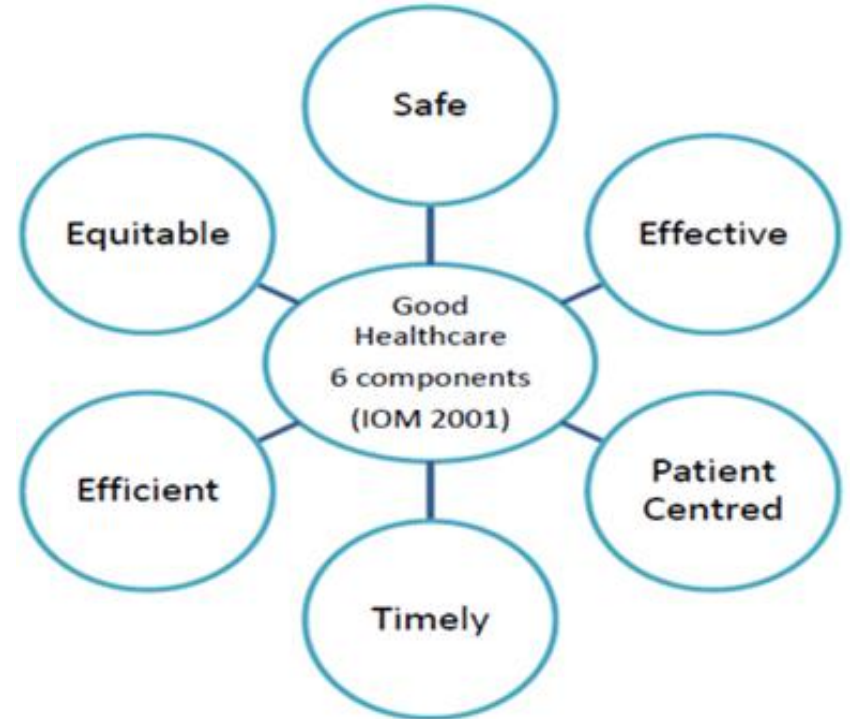 Safe
Effective
Patient
Centred
Timely
Efficient
Equitable
Good
Healthcare
6 components
(IOM 2001)